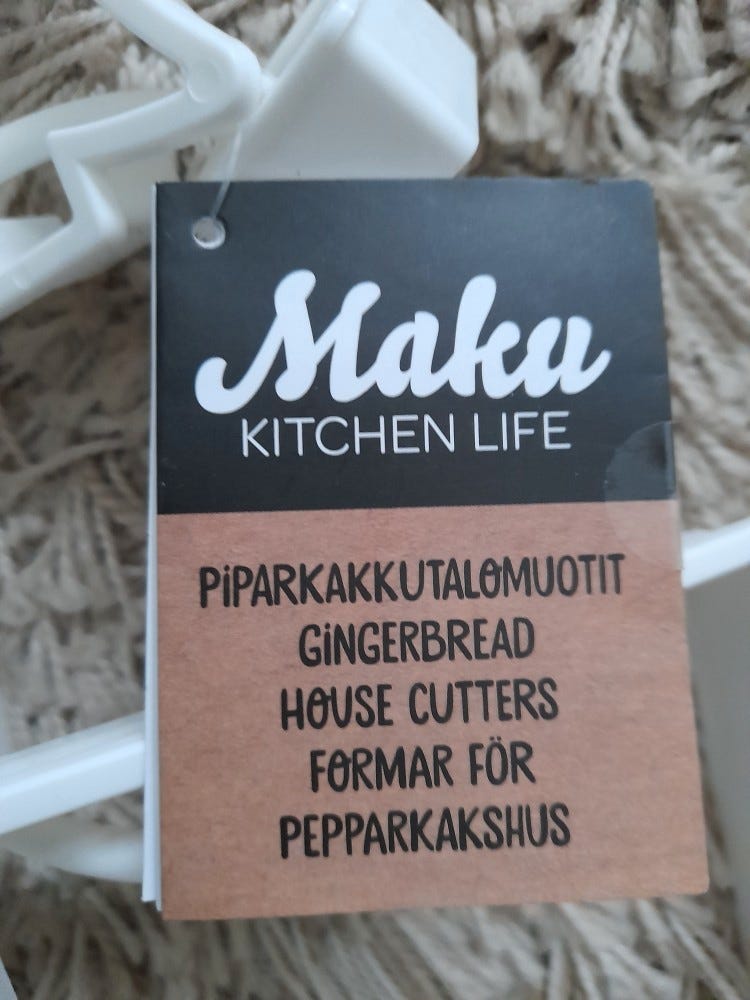 Maku
KITCHEN LIFE
PIPARKAKKUTALOMUOTIT
GINGERBREAD
HOUSE CUTTERS
FORMAR FÖR
PEPPARKAKSHUS